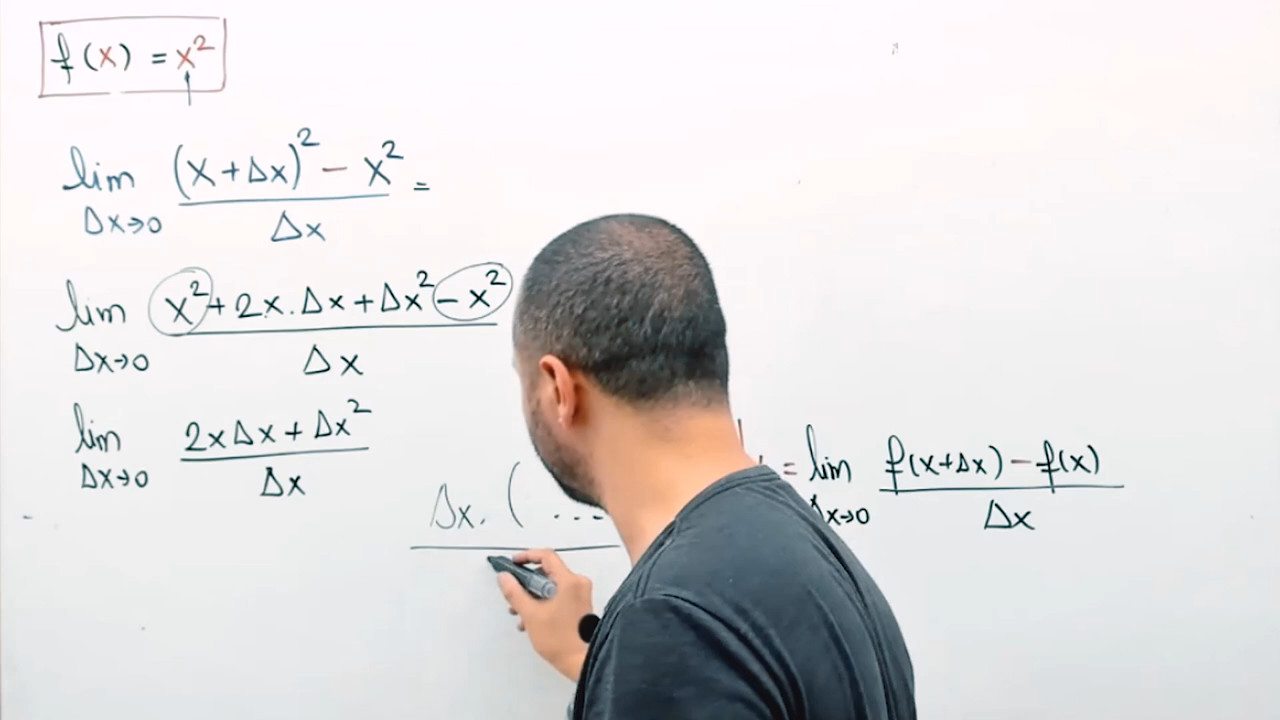 f(x) = x²
lim (x+Δx)² - x² =
Δx→0 Δx
lim x² + 2x.Δx + Δx² - x²
Δx→0 Δx
lim 2xΔx + Δx²
Δx→0 Δx
Δx. ( ...
= lim f(x+Δx) - f(x)
Δx→0 Δx